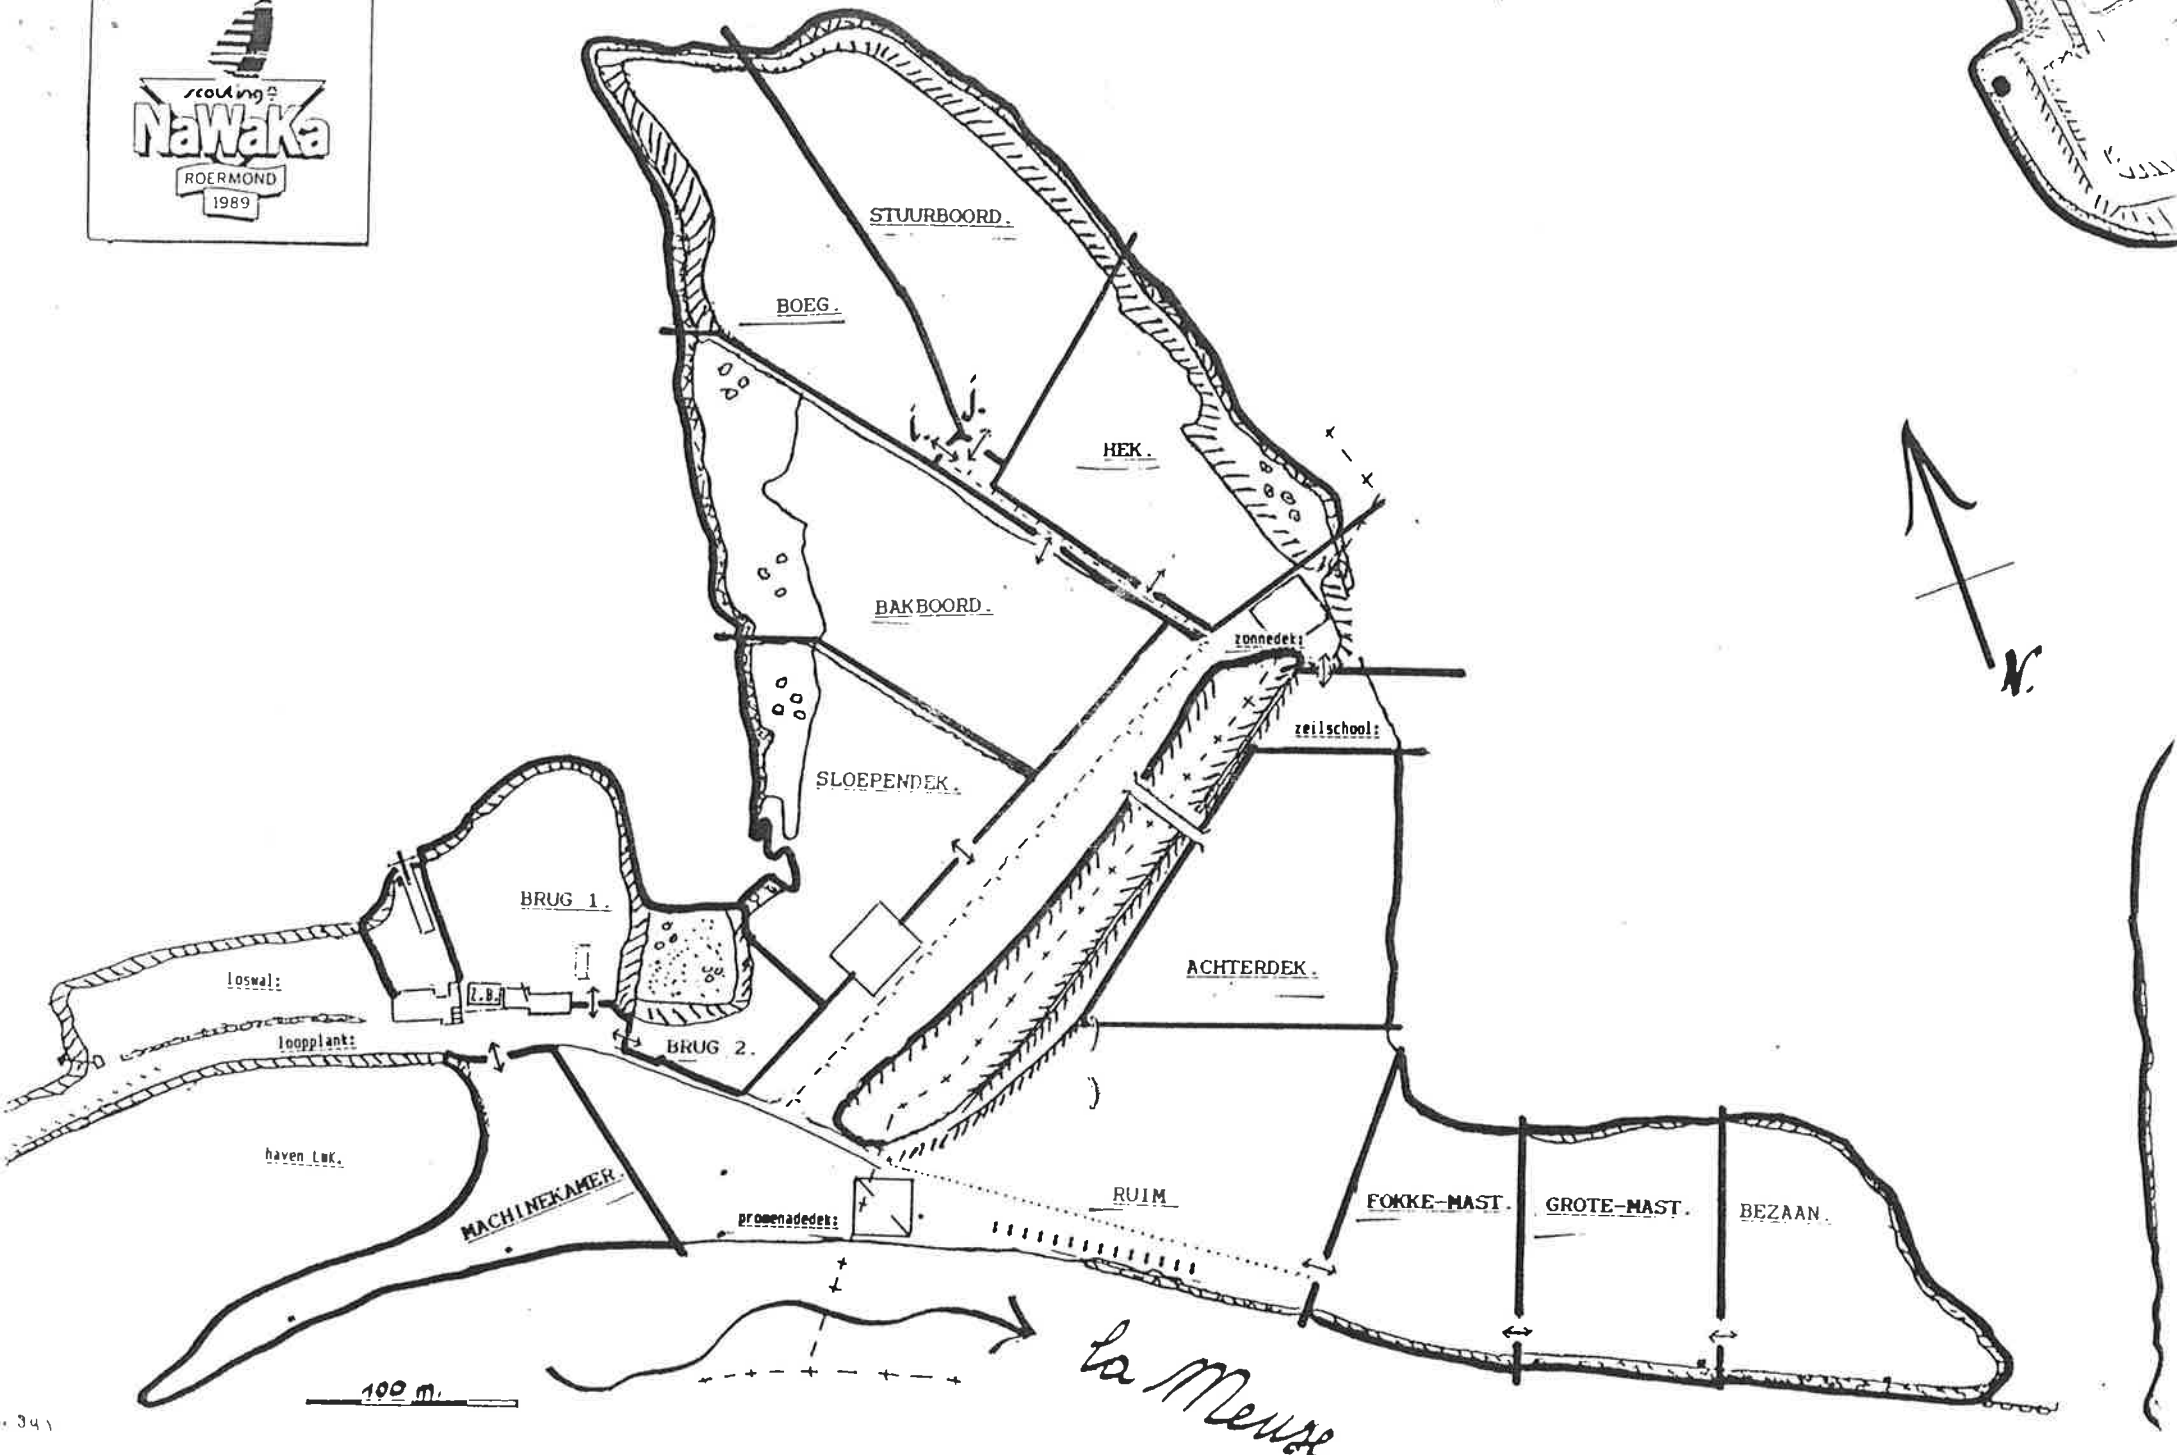 scouting
NaWaKa
ROERMOND
1989
STUURBOORD.
BOEG.
i. j.
HEK.
BAKBOORD.
zonnedek:
N.
zeilschool:
SLOEPENDEK.
BRUG 1.
ACHTERDEK.
loswal:
Z.B.
loopplank:
BRUG 2.
haven LWK.
MACHINEKAMER.
promenadedek:
RUIM
FOKKE-MAST.
GROTE-MAST.
BEZAAN.
100 m.
La Meuse